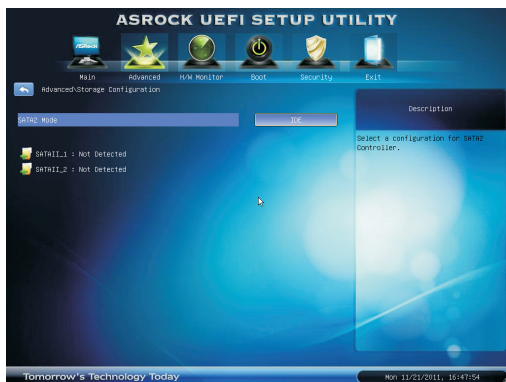 ASROCK UEFI SETUP UTILITY
ASRock
Main Advanced H/W Monitor Boot Security Exit
Advanced\Storage Configuration
Description
SATA2 Mode IDE
Select a configuration for SATA2
Controller.
SATAII_1 : Not Detected
SATAII_2 : Not Detected
Tomorrow's Technology Today
Mon 11/21/2011, 16:47:54